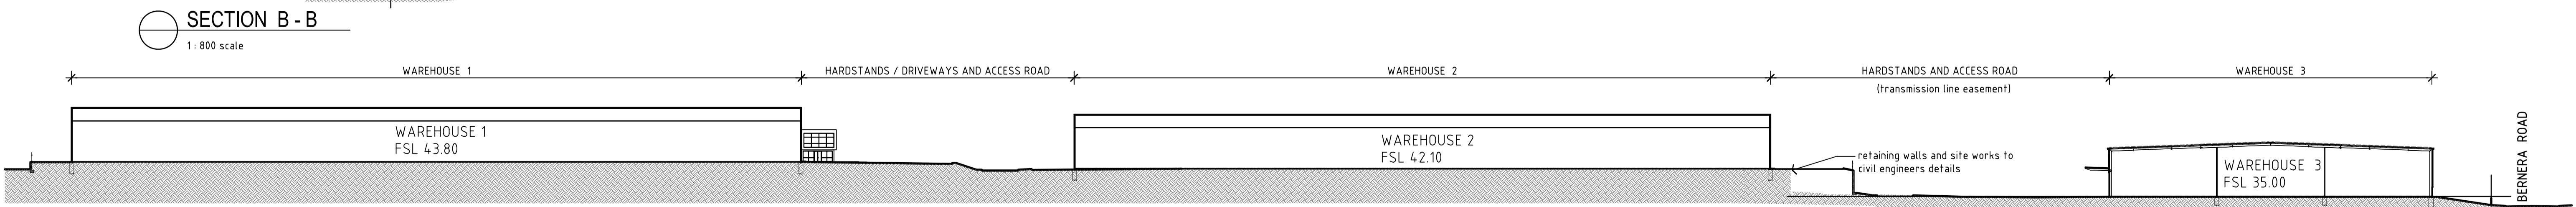 SECTION B - B
1 : 800 scale
WAREHOUSE 1
HARDSTANDS / DRIVEWAYS AND ACCESS ROAD
WAREHOUSE 2
HARDSTANDS AND ACCESS ROAD
(transmission line easement)
WAREHOUSE 3
WAREHOUSE 1
FSL 43.80
WAREHOUSE 2
FSL 42.10
retaining walls and site works to
civil engineers details
WAREHOUSE 3
FSL 35.00
BERNERA ROAD